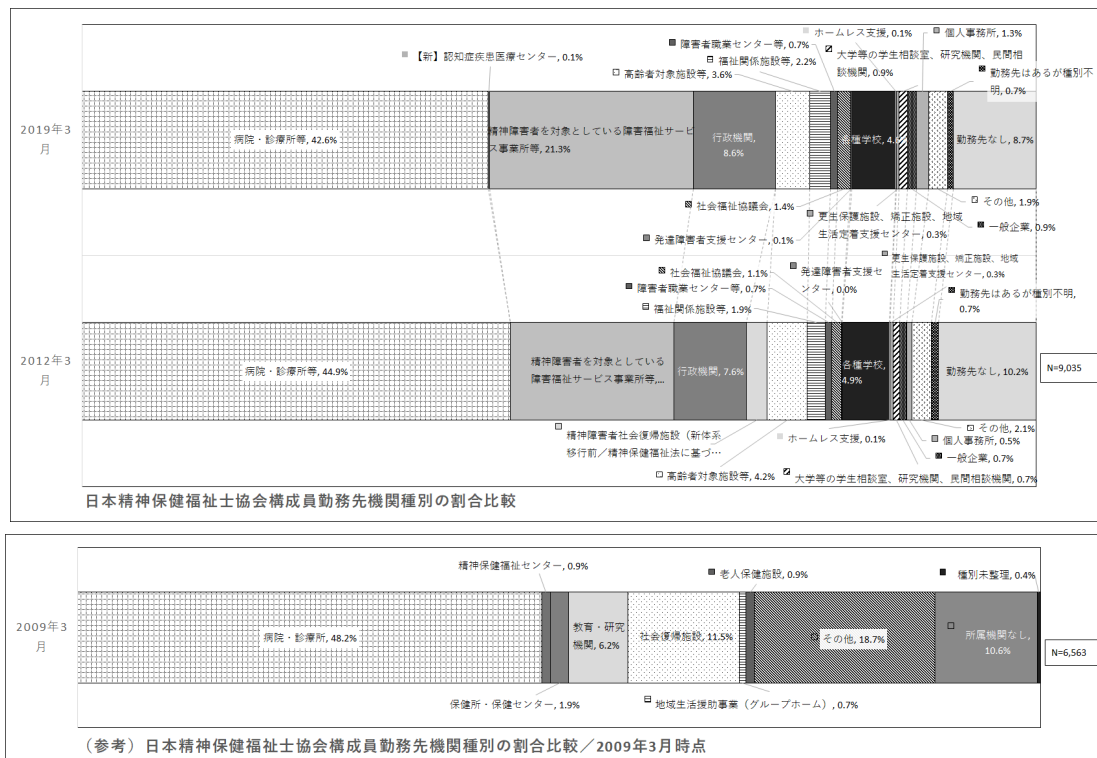 ホームレス支援, 0.1%
個人事務所, 1.3%
【新】認知症疾患医療センター, 0.1%
障害者職業センター等, 0.7%
大学等の学生相談室、研究機関、民間相
談機関, 0.9%
福祉関係施設等, 2.2%
高齢者対象施設等, 3.6%
勤務先はあるが種別不
明, 0.7%
2019年3
月
病院・診療所等, 42.6%
精神障害者を対象としている障害福祉サービ
ス事業所等, 21.3%
行政機関,
8.6%
各種学校, 4.
勤務先なし, 8.7%
社会福祉協議会, 1.4%
更生保護施設、矯正施設、地域
生活定着支援センター, 0.3%
その他, 1.9%
一般企業, 0.9%
発達障害者支援センター, 0.1%
社会福祉協議会, 1.1%
発達障害者支援セ
ンター, 0.0%
更生保護施設、矯正施設、地域
生活定着支援センター, 0.3%
障害者職業センター等, 0.7%
勤務先はあるが種別不明,
0.7%
福祉関係施設等, 1.9%
2012年3
月
病院・診療所等, 44.9%
精神障害者を対象としている
障害福祉サービス事業所等,…
行政機関, 7.6%
各種学校,
4.9%
勤務先なし, 10.2%
N=9,035
精神障害者社会復帰施設（新体系
移行前／精神保健福祉法に基づ…
ホームレス支援, 0.1%
その他, 2.1%
個人事務所, 0.5%
一般企業, 0.7%
高齢者対象施設等, 4.2%
大学等の学生相談室、研究機関、民間相談機関, 0.7%
日本精神保健福祉士協会構成員勤務先機関種別の割合比較
精神保健福祉センター, 0.9%
老人保健施設, 0.9%
種別未整理, 0.4%
2009年3
月
病院・診療所, 48.2%
教育・研究
機関, 6.2%
社会復帰施設, 11.5%
その他, 18.7%
所属機関なし,
10.6%
N=6,563
保健所・保健センター, 1.9%
地域生活援助事業（グループホーム）, 0.7%
（参考）日本精神保健福祉士協会構成員勤務先機関種別の割合比較／2009年3月時点